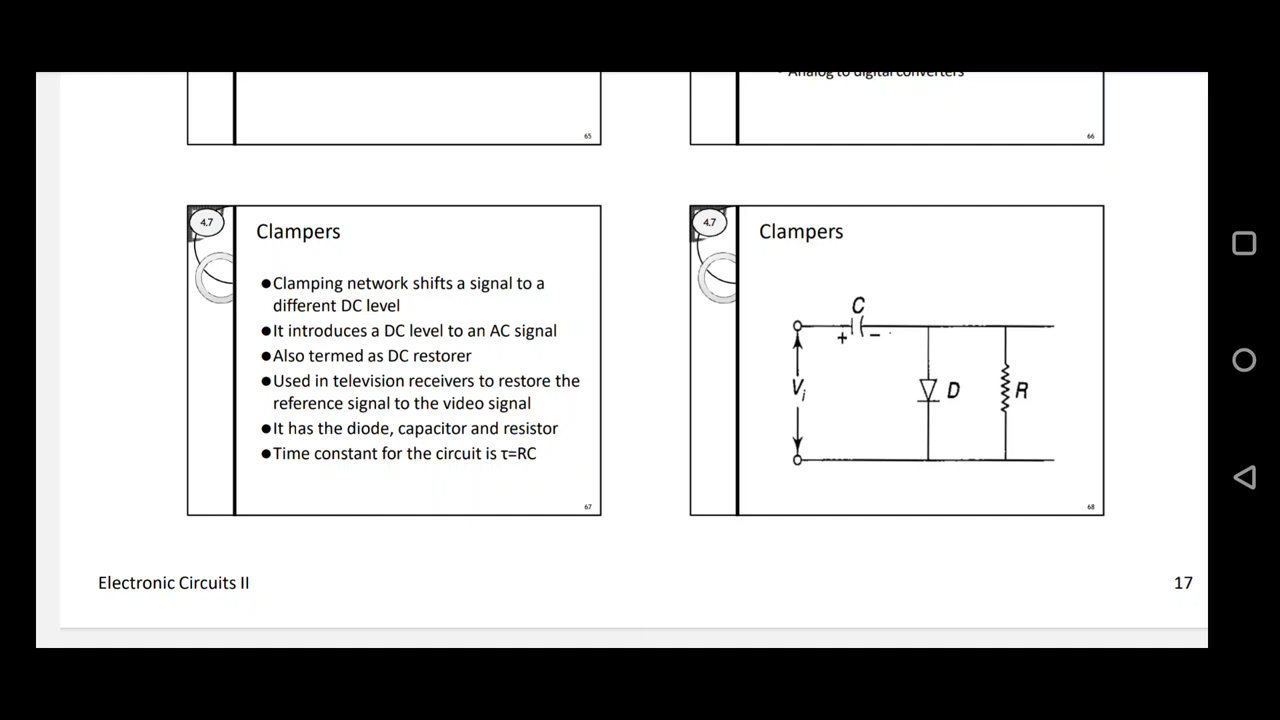 • Analog to digital converters
65
66
4.7
Clampers
●Clamping network shifts a signal to a
different DC level
●It introduces a DC level to an AC signal
●Also termed as DC restorer
●Used in television receivers to restore the
reference signal to the video signal
●It has the diode, capacitor and resistor
●Time constant for the circuit is τ=RC
67
4.7
Clampers
C
+ −
Vi
D
R
68
Electronic Circuits II
17